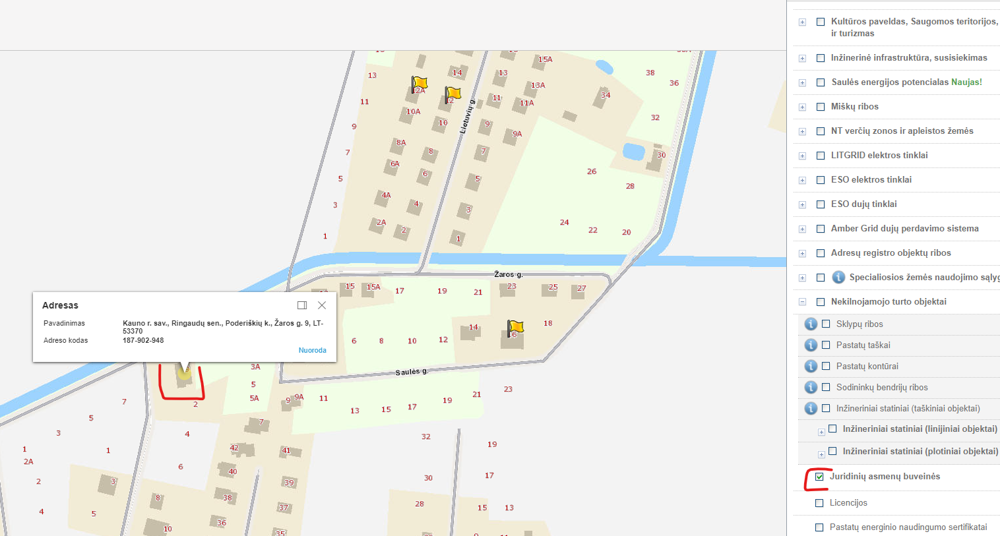 Kultūros paveldas, Saugomos teritorijos,
ir turizmas
Inžinerinė infrastruktūra, susisiekimas
Saulės energijos potencialas Naujas!
Miškų ribos
NT verčių zonos ir apleistos žemės
LITGRID elektros tinklai
ESO elektros tinklai
ESO dujų tinklai
Amber Grid dujų perdavimo sistema
Adresų registro objektų ribos
Specialiosios žemės naudojimo sąlyg
Nekilnojamojo turto objektai
Sklypų ribos
Pastatų taškai
Pastatų kontūrai
Sodininkų bendrijų ribos
Inžineriniai statiniai (taškiniai objektai)
Inžineriniai statiniai (linijiniai objektai)
Inžineriniai statiniai (plotiniai objektai)
Juridinių asmenų buveinės
Licencijos
Pastatų energinio naudingumo sertifikatai
Adresas
Pavadinimas Kauno r. sav., Ringaudų sen., Poderiškių k., Žaros g. 9, LT-
53370
Adreso kodas 187-902-948
Nuoroda
15A
13 14 13 38
36
13A
2A 12 34
11 11 11A
10A
10 32
9 9 9A
8A
7 8 7 30
6A
5 6 5 26
28
4A
3 4 3
2A 24
1 2 1 22 20
Lietuvių g.
Žaros g.
15 15A 17 19 21 23 25 27
14 18
6 8 10 12 6
Saulės g.
3A
5
5A 9 9A 11 21 23
7 2 13 15 17 19
5 7
3 4 32
1 1 42 41 19
2A 6 40 17
2 3 39 30
8 38
4 5 37 28 15 13
36
10 35